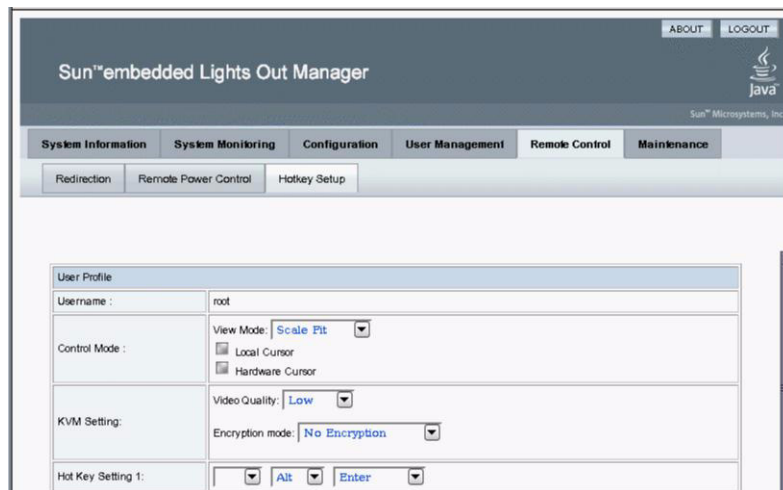 ABOUT LOGOUT
Sun™embedded Lights Out Manager
Java™
Sun™ Microsystems, Inc
System Information System Monitoring Configuration User Management Remote Control Maintenance
Redirection Remote Power Control Hotkey Setup
User Profile
Username : root
Control Mode : View Mode: Scale Fit
Local Cursor
Hardware Cursor
KVM Setting: Video Quality: Low
Encryption mode: No Encryption
Hot Key Setting 1: Alt Enter